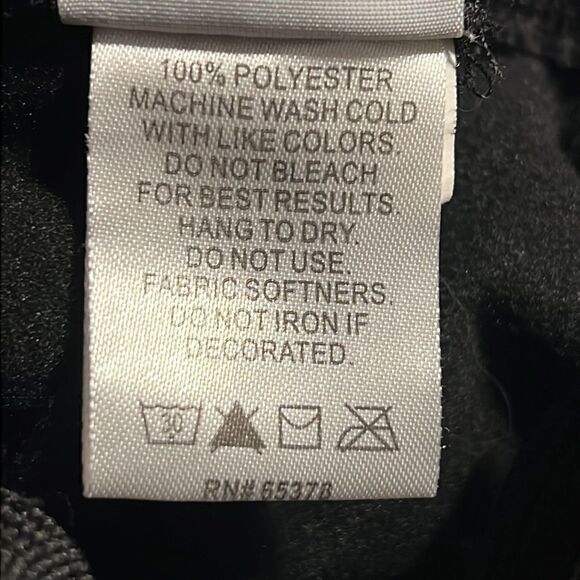 100% POLYESTER
MACHINE WASH COLD
WITH LIKE COLORS.
DO NOT BLEACH
FOR BEST RESULTS.
HANG TO DRY.
DO NOT USE.
FABRIC SOFTNERS.
DO NOT IRON IF
DECORATED.
30
RN# 65378